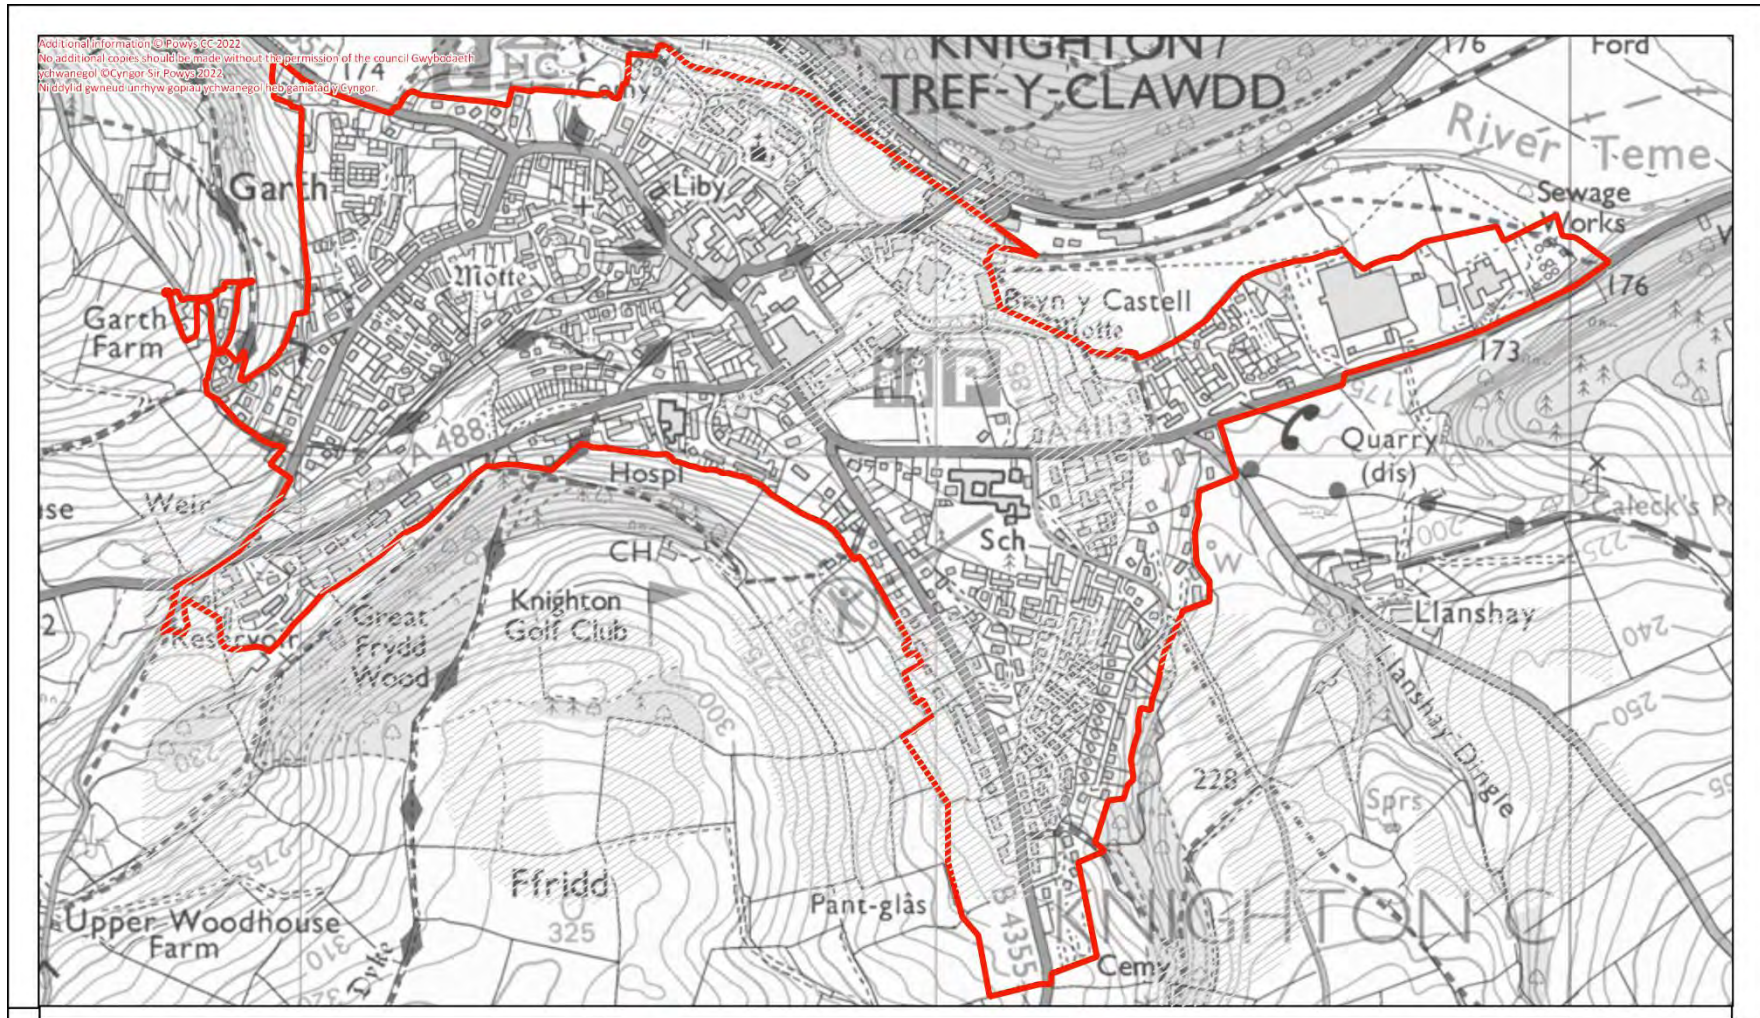 Additional information © Powys CC 2022
No additional copies should be made without the permission of the council Gwybodaeth
ychwanegol ©Cyngor Sir Powys 2022
Ni ddylid gwneud unrhyw gopïau ychwanegol heb ganiatâd y Cyngor.
174
KNIGHTON /
TREF-Y-CLAWDD
176
Ford
River Teme
Garth
Liby
Sewage
Works
Motte
176
Garth
Farm
Bryn y Castell
Motte
173
175
P
A 488
A 4113
Quarry
(dis)
Hospl
Weir
200
225
Sch
CH
W
Knighton
Golf Club
Great
Frydd
Wood
Reservoir
Llanshay
240
275
300
250
Llanshay Dingle
228
Sprs
275
Ffridd
325
Pant-glâs
B 4355
KNIGHTON C
Upper Woodhouse
Farm
310
Dyke
Cemy